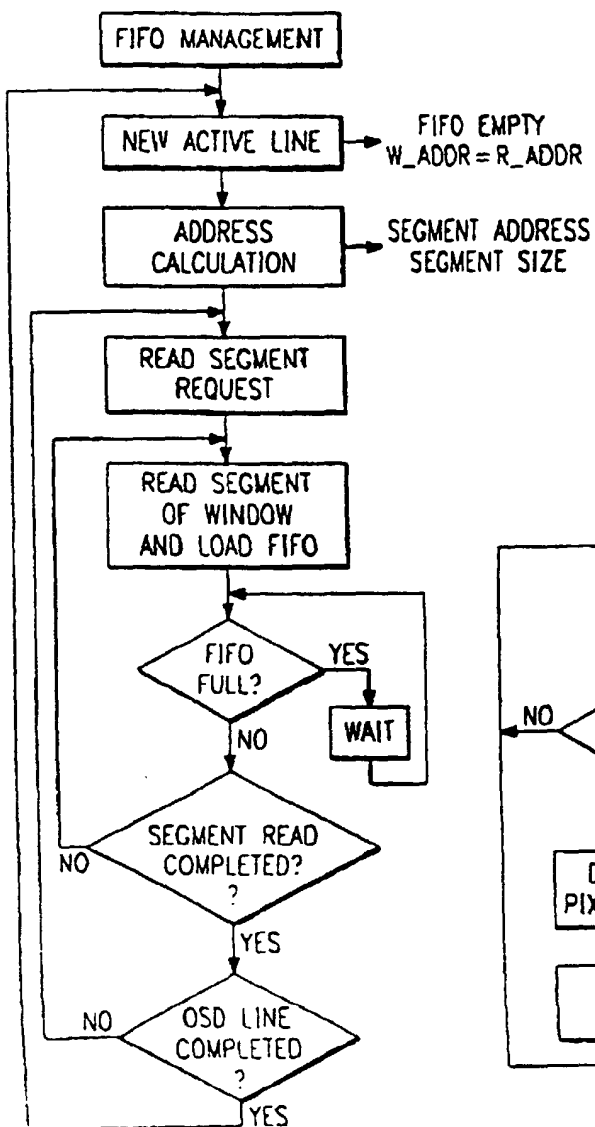 FIFO MANAGEMENT
NEW ACTIVE LINE
FIFO EMPTY
W_ADDR = R_ADDR
ADDRESS
CALCULATION
SEGMENT ADDRESS
SEGMENT SIZE
READ SEGMENT
REQUEST
READ SEGMENT
OF WINDOW
AND LOAD FIFO
FIFO
FULL?
YES
WAIT
NO
NO
SEGMENT READ
COMPLETED?
?
NO
YES
D
PIX
NO
OSD LINE
COMPLETED
?
YES